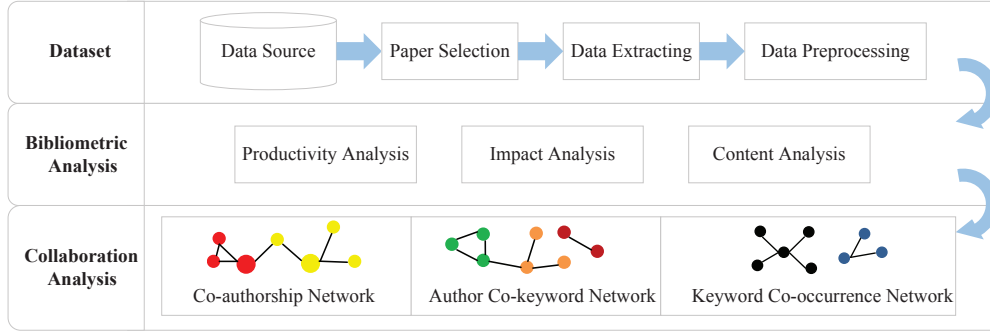 Dataset
Data Source
Paper Selection
Data Extracting
Data Preprocessing
Bibliometric
Analysis
Productivity Analysis
Impact Analysis
Content Analysis
Collaboration
Analysis
Co-authorship Network
Author Co-keyword Network
Keyword Co-occurrence Network